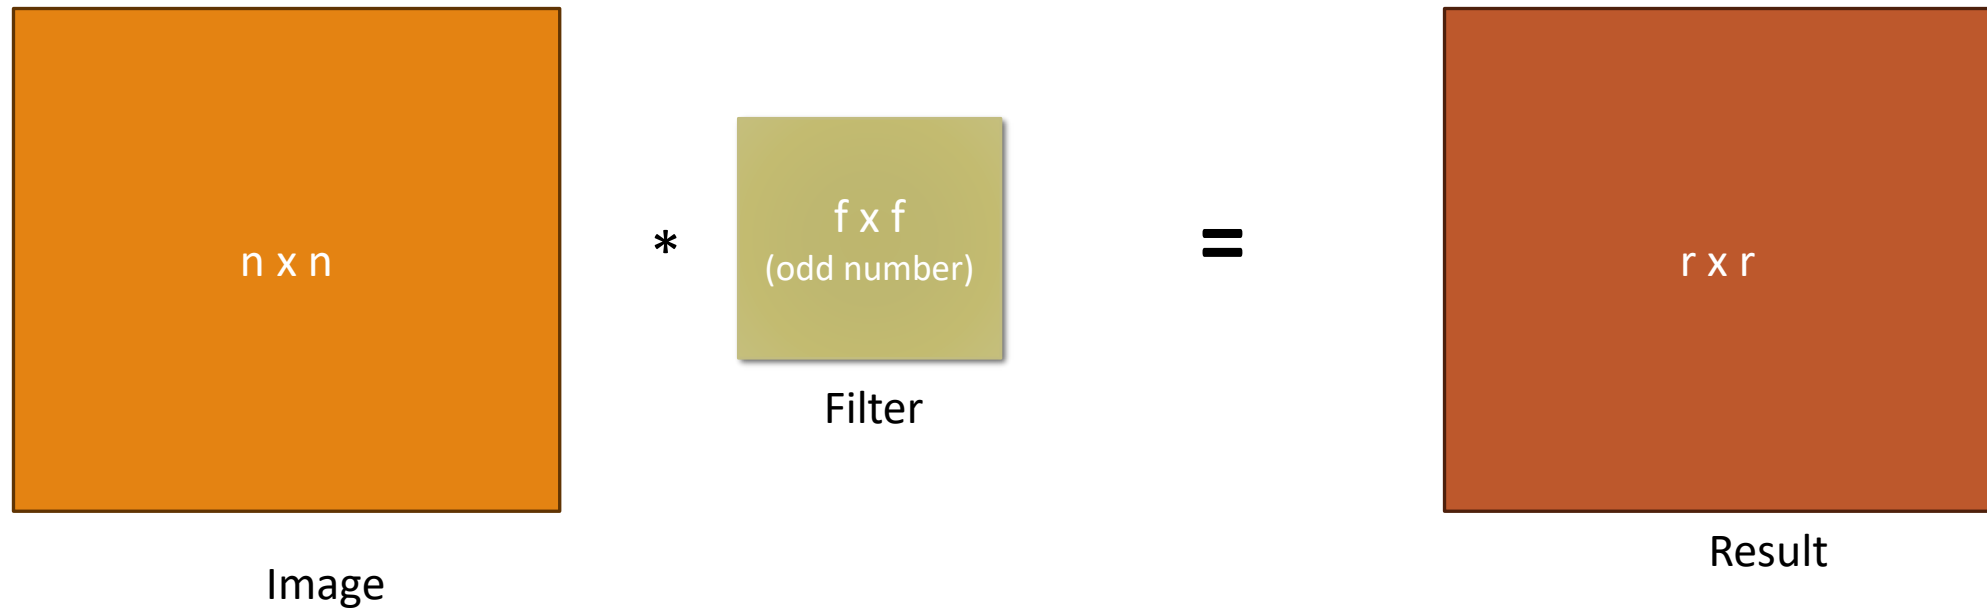 n x n
*
f x f
(odd number)
=
r x r
Filter
Result
Image